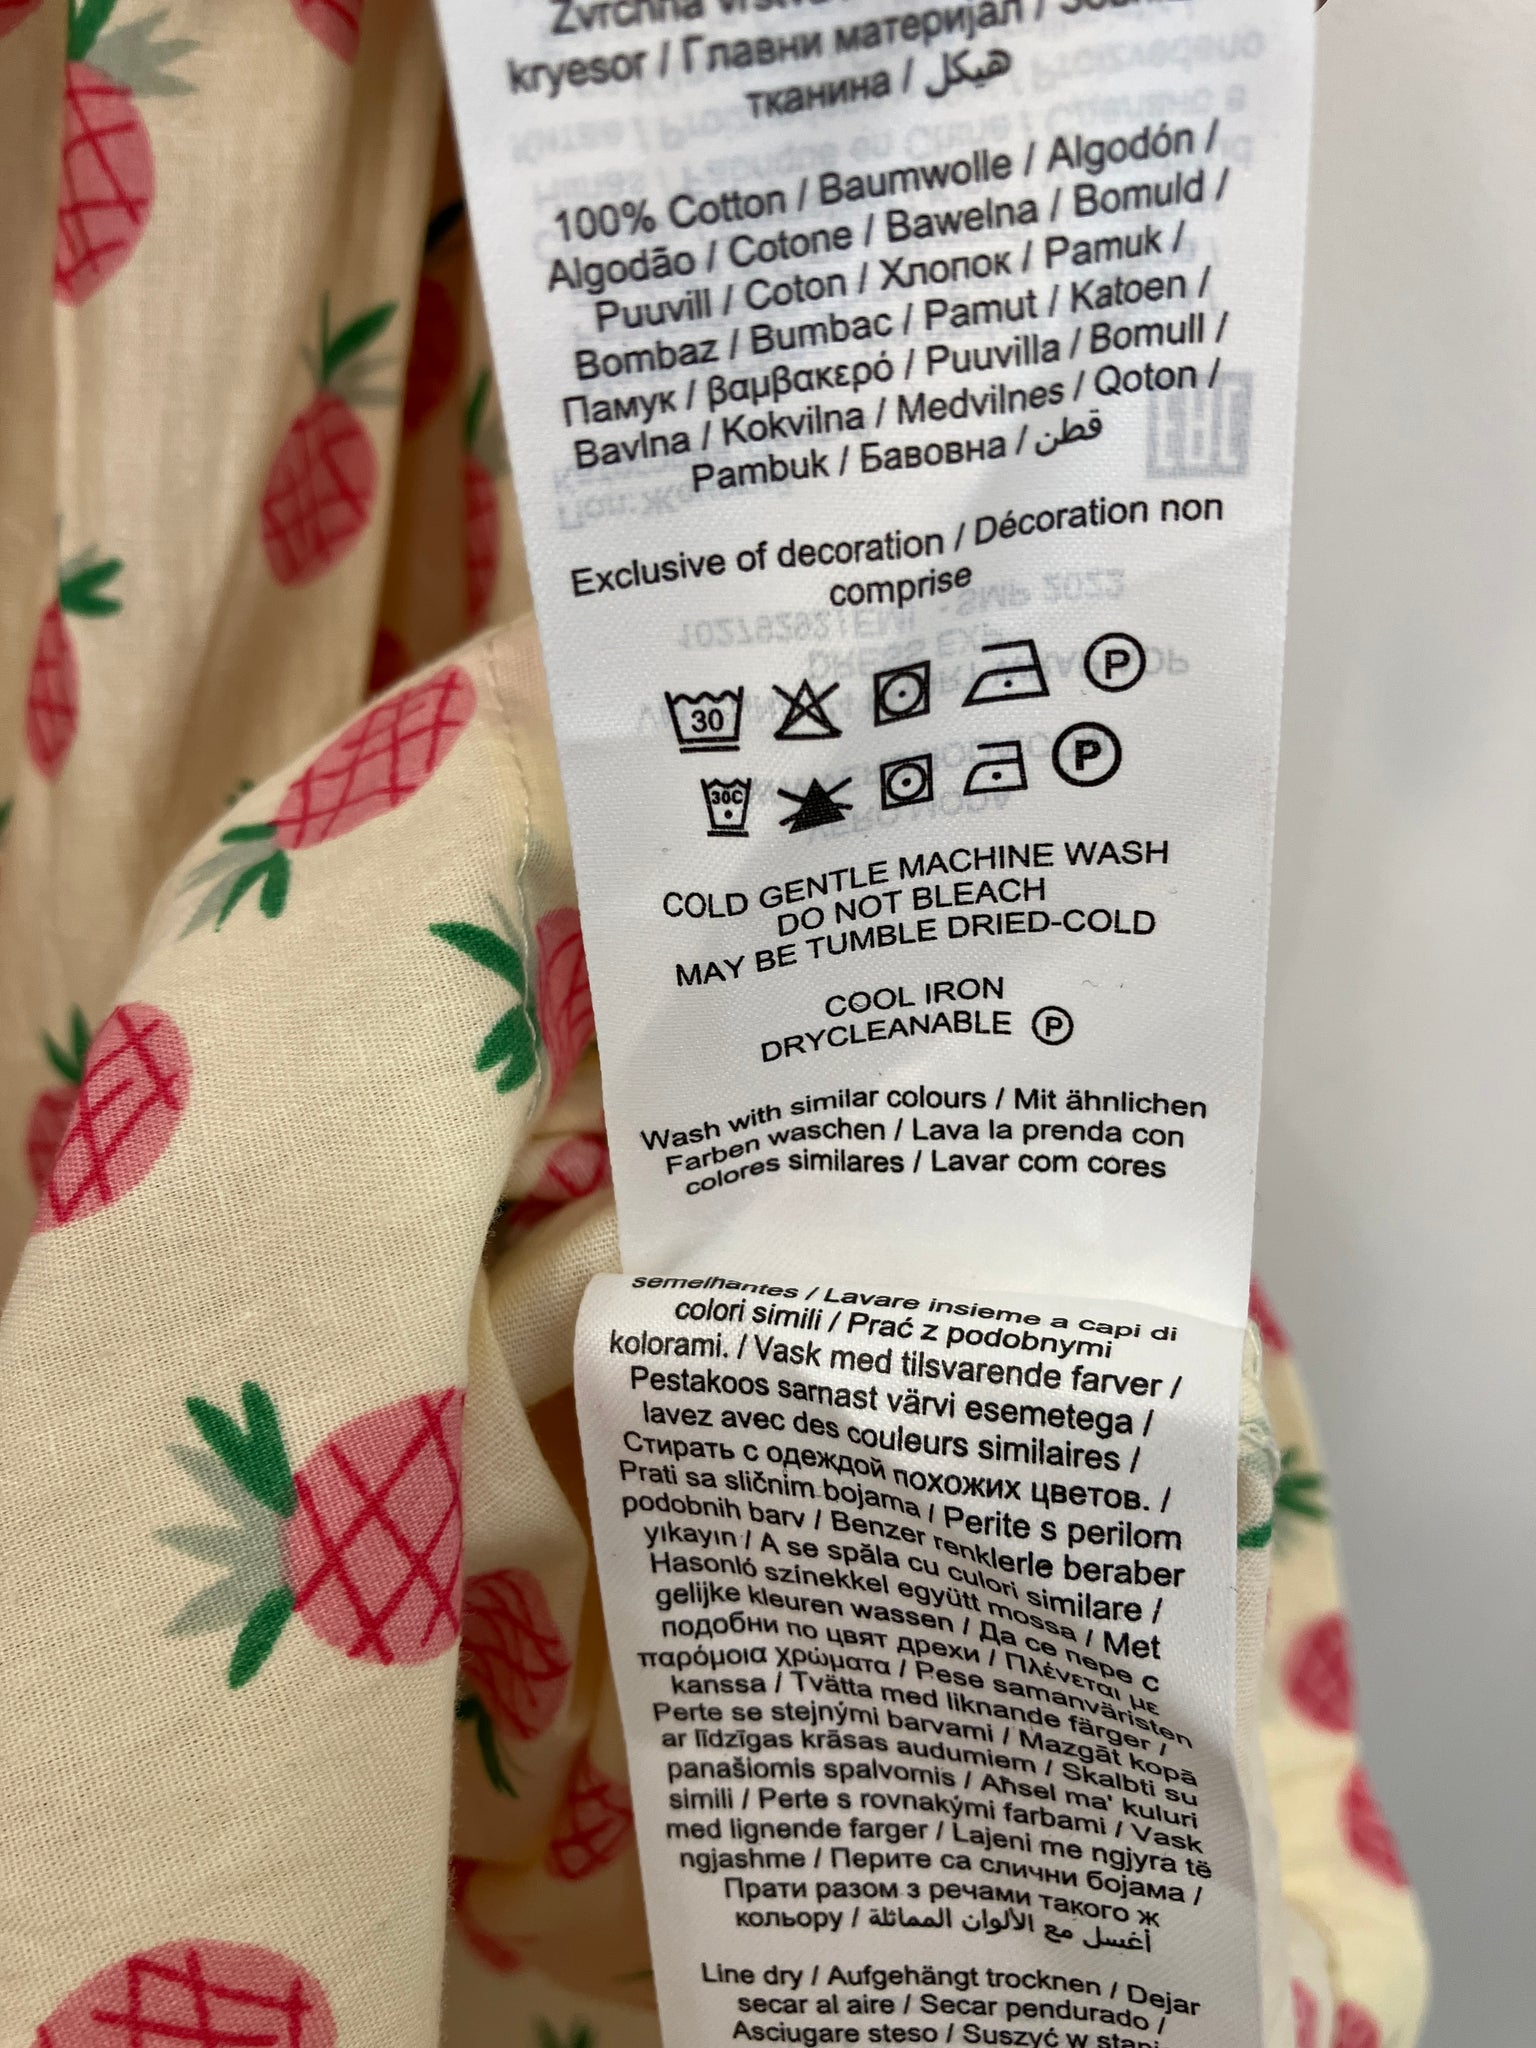 kryesor / Главни материјал /
тканина / هيكل
100% Cotton / Baumwolle / Algodón /
Algodão / Cotone / Bawełna / Bomuld /
Puuvill / Coton / Хлопок / Pamuk /
Bombaz / Bumbac / Pamut / Katoen /
Памук / βαμβακερό / Puuvilla / Bomull /
Bavlna / Kokvilna / Medvilnes / Qoton /
Pambuk / Бавовна / قطن
Exclusive of decoration / Décoration non
comprise
30 P
30C P
COLD GENTLE MACHINE WASH
DO NOT BLEACH
MAY BE TUMBLE DRIED-COLD
COOL IRON
DRYCLEANABLE P
Wash with similar colours / Mit ähnlichen
Farben waschen / Lava la prenda con
colores similares / Lavar com cores
semelhantes / Lavare insieme a capi di
colori simili / Prać z podobnymi
kolorami. / Vask med tilsvarende farver /
Pestakoos sarnast värvi esemetega /
lavez avec des couleurs similaires /
Стирать с одеждой похожих цветов. /
Prati sa sličnim bojama / Perite s perilom
podobnih barv / Benzer renklerle beraber
yıkayın / A se spăla cu culori similare /
Hasonló színekkel együtt mossa / Met
gelijke kleuren wassen / Да се пере с
подобни по цвят дрехи / Πλένεται με
παρόμοια χρώματα / Pese samanväristen
kanssa / Tvätta med liknande färger /
Perte se stejnými barvami / Mazgāt kopā
ar līdzīgas krāsas audumiem / Skalbti su
panašiomis spalvomis / Aħsel ma' kuluri
simili / Perte s rovnakými farbami / Vask
med lignende farger / Lajeni me ngjyra të
ngjashme / Перите са слични бојама /
Прати разом з речами такого ж
кольору / أغسل مع الألوان المماثلة
Line dry / Aufgehängt trocknen / Dejar
secar al aire / Secar pendurado /
Asciugare steso / Suszyć w